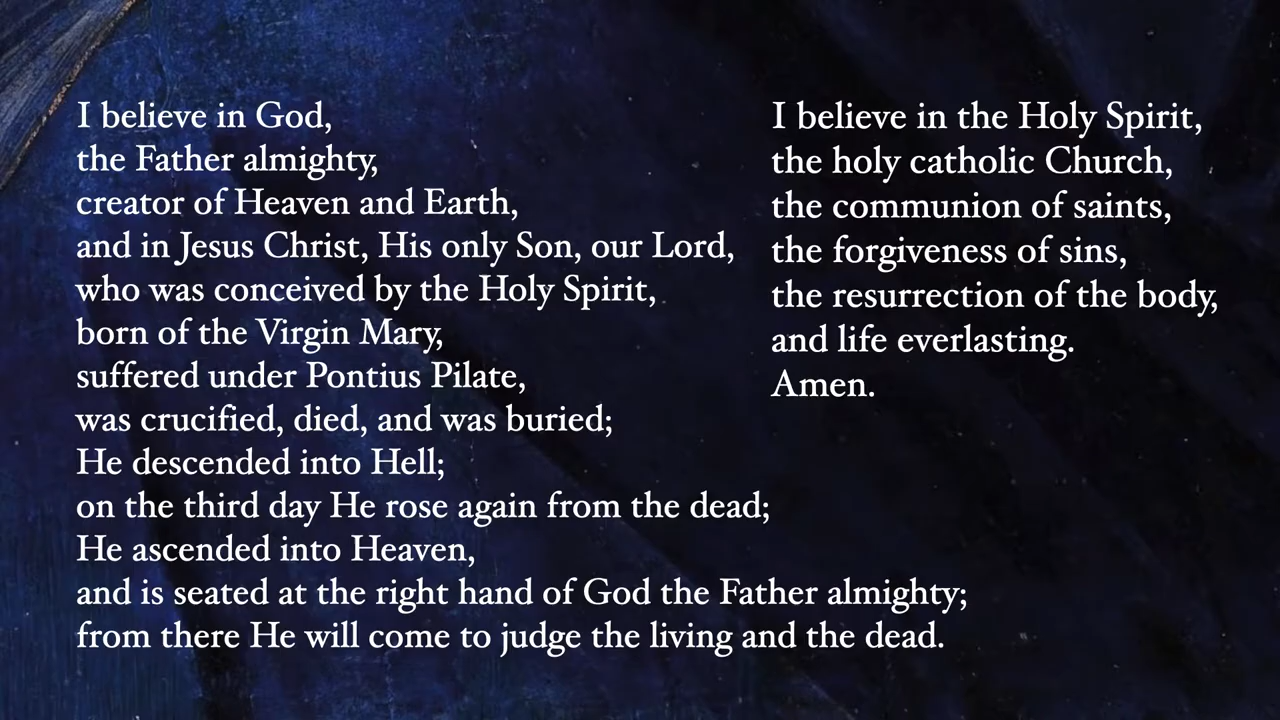 I believe in God,
the Father almighty,
creator of Heaven and Earth,
and in Jesus Christ, His only Son, our Lord,
who was conceived by the Holy Spirit,
born of the Virgin Mary,
suffered under Pontius Pilate,
was crucified, died, and was buried;
He descended into Hell;
on the third day He rose again from the dead;
He ascended into Heaven,
and is seated at the right hand of God the Father almighty;
from there He will come to judge the living and the dead.
I believe in the Holy Spirit,
the holy catholic Church,
the communion of saints,
the forgiveness of sins,
the resurrection of the body,
and life everlasting.
Amen.